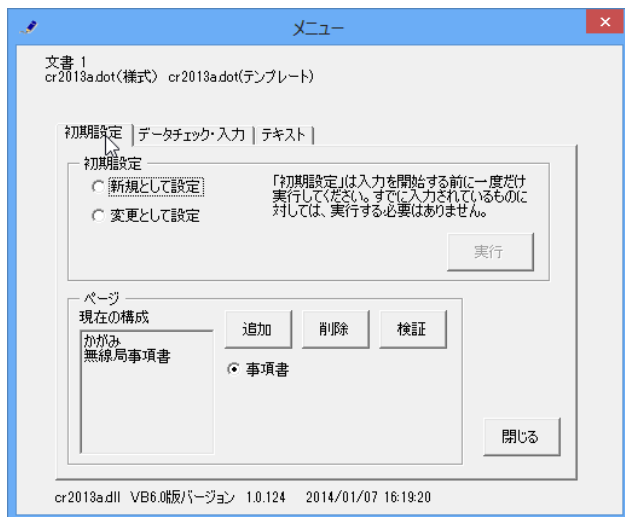 メニュー
文書 1
cr2013a.dot(様式) cr2013a.dot(テンプレート)
初期設定 データチェック・入力 テキスト
初期設定
新規として設定
変更として設定
「初期設定」は入力を開始する前に一度だけ
実行してください。すでに入力されているものに
対しては、実行する必要はありません。
実行
ページ
現在の構成
かがみ
無線局事項書
追加 削除 検証
事項書
閉じる
cr2013a.dll VB6.0版バージョン 1.0.124 2014/01/07 16:19:20